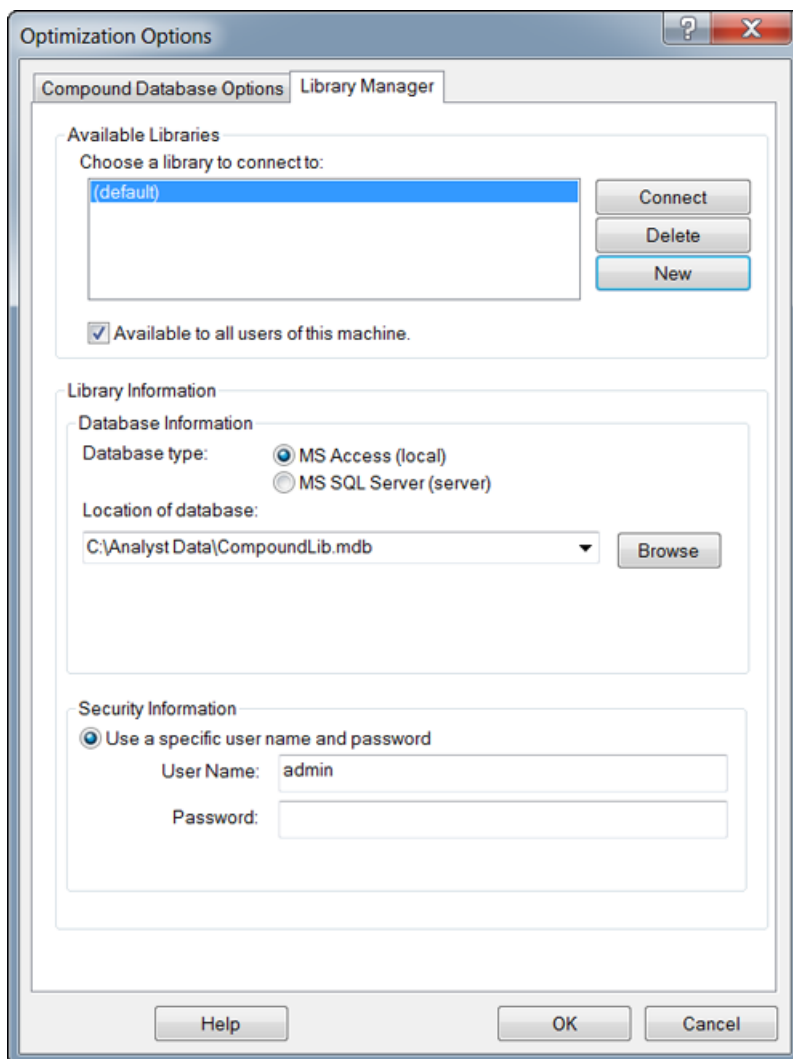 Optimization Options
?
X
Compound Database Options
Library Manager
Available Libraries
Choose a library to connect to:
(default)
Connect
Delete
New
Available to all users of this machine.
Library Information
Database Information
Database type:
MS Access (local)
MS SQL Server (server)
Location of database:
C:\Analyst Data\CompoundLib.mdb
Browse
Security Information
Use a specific user name and password
User Name:
admin
Password:
Help
OK
Cancel